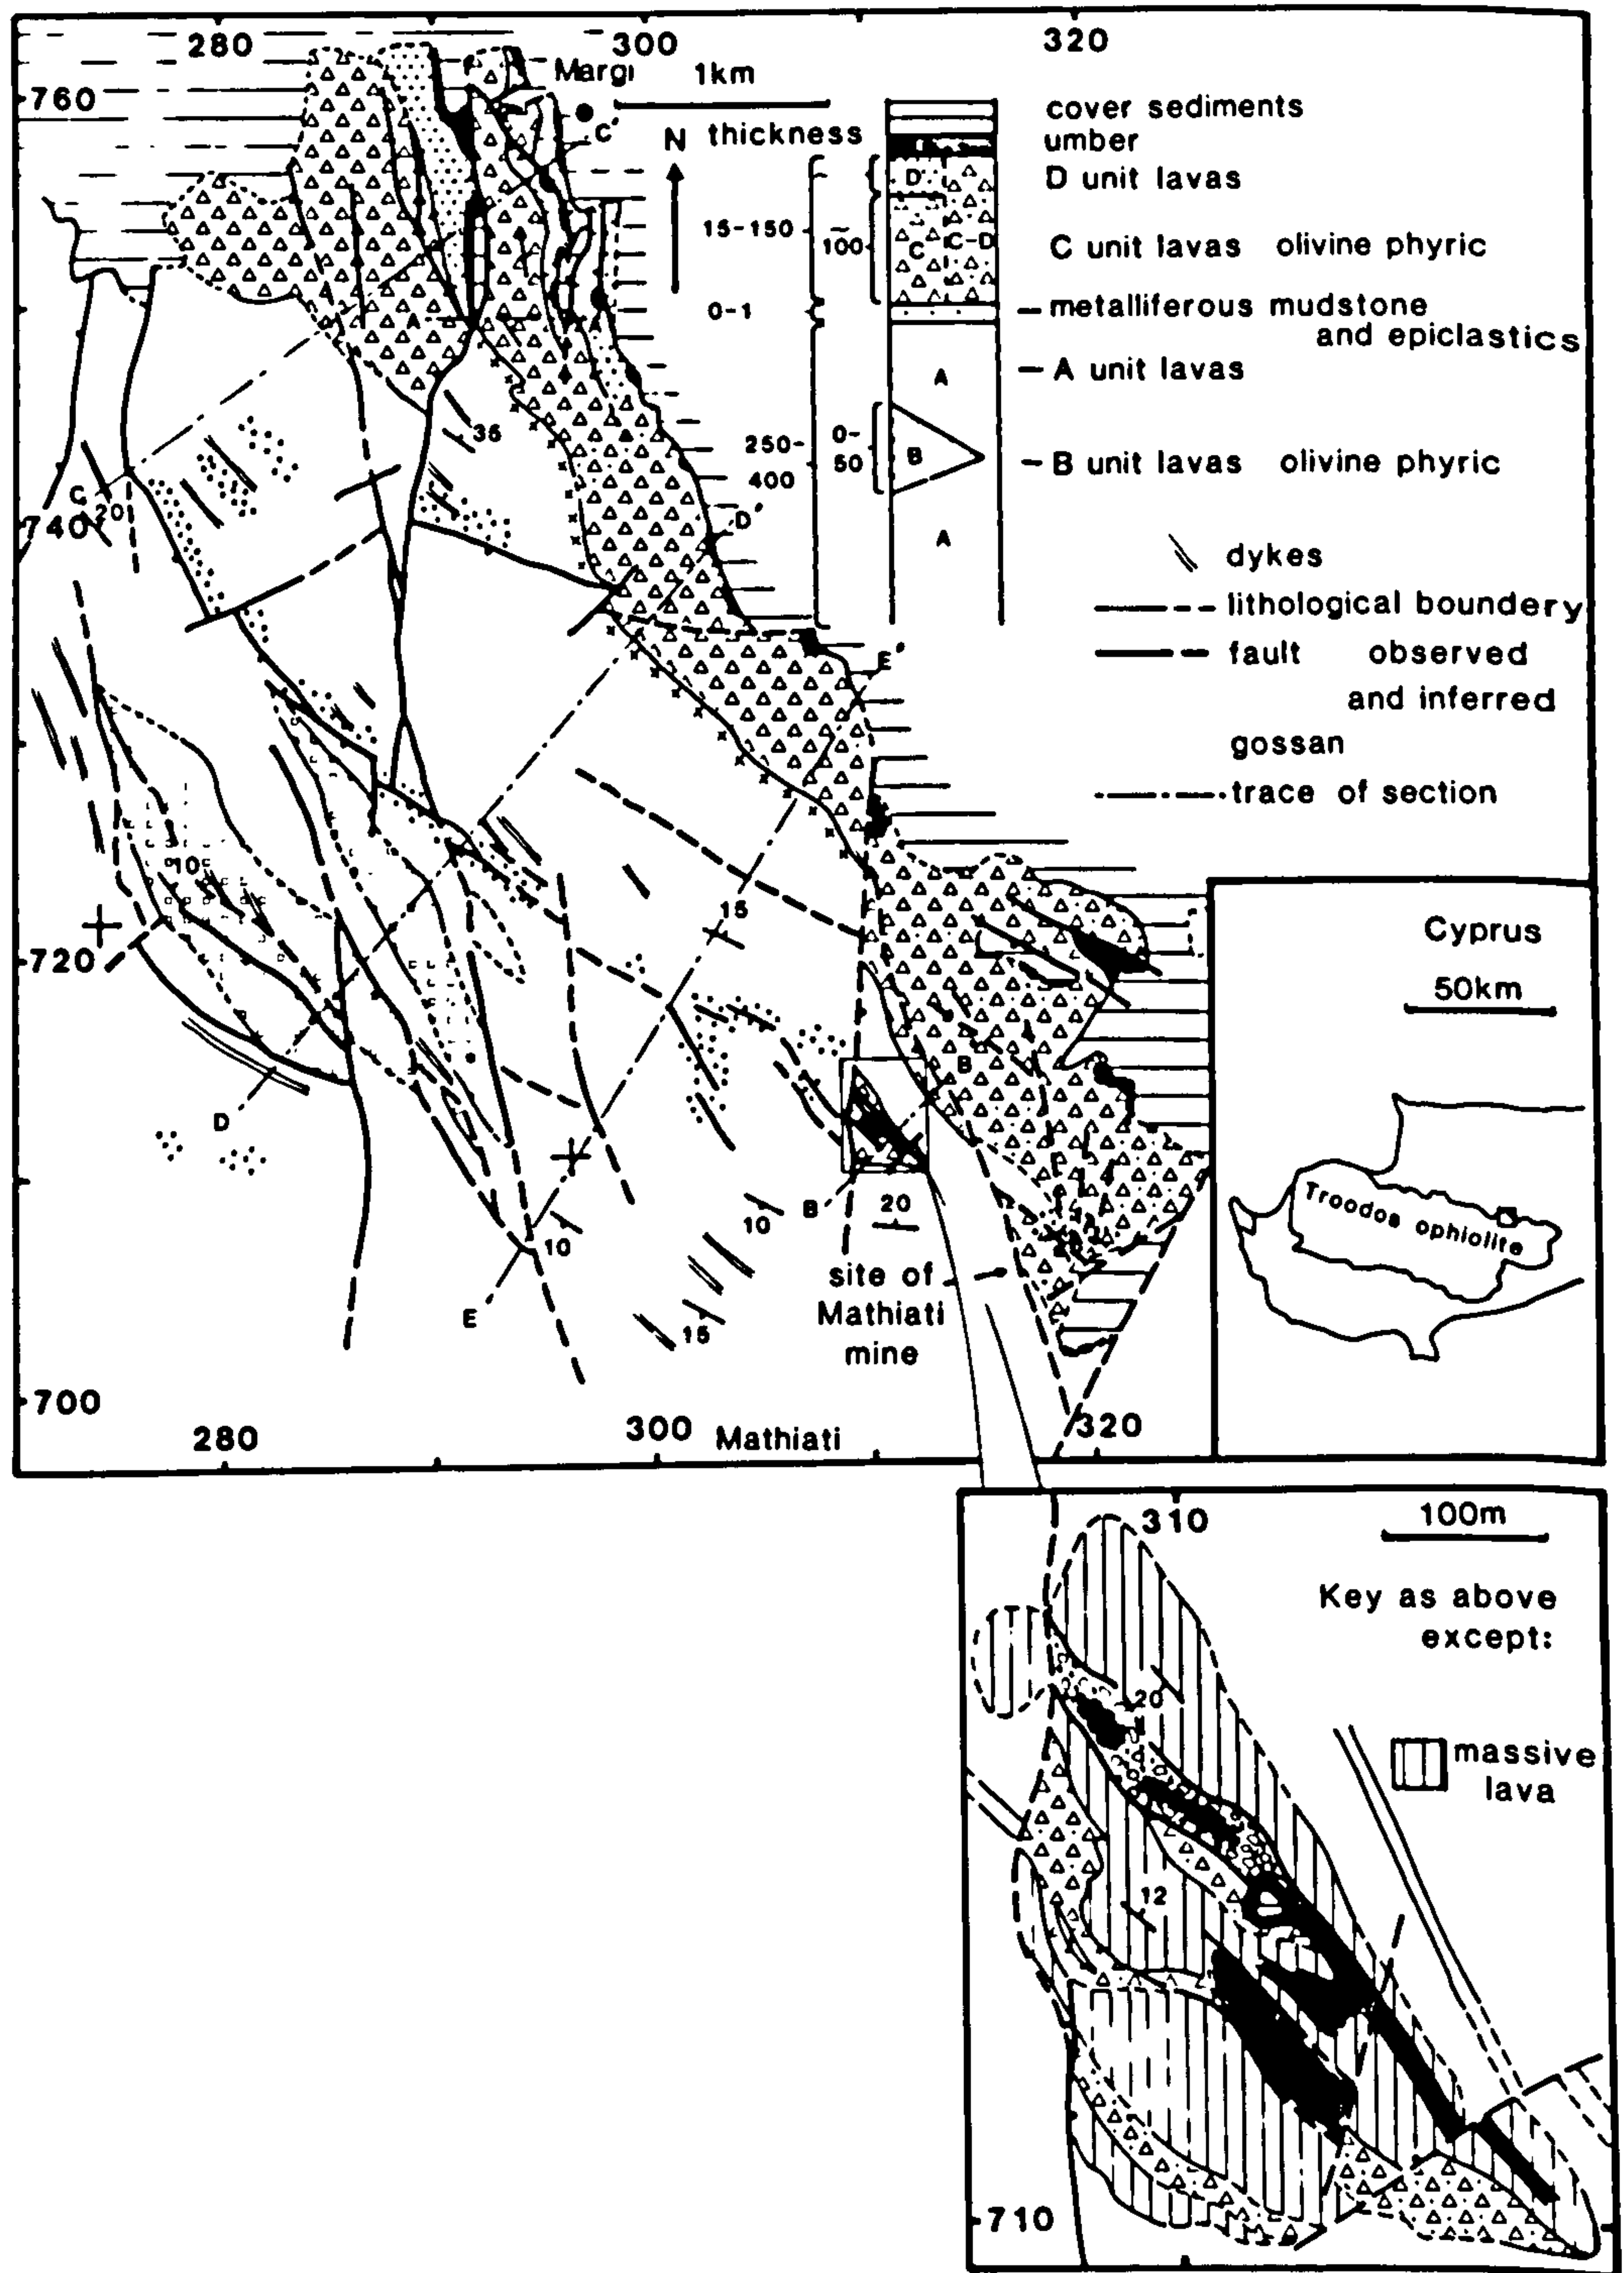 280 300 320
Margi 1km
760
cover sediments
C'
N thickness
umber
D D unit lavas
15-150 ~100 C C-D C unit lavas olivine phyric
0-1 metalliferous mudstone
and epiclastics
A A'
A A unit lavas
35
250-400 0-50 B B unit lavas olivine phyric
C
20
740
D'
A
dykes
lithological boundery
fault observed
and inferred
E'
gossan
trace of section
10
15
720
Cyprus
50km
B
D
Troodos ophiolite
B
20
10
10
site of
Mathiati
mine
E
15
700
280 300 Mathiati 320
310 100m
Key as above
except:
20
massive
lava
12
710